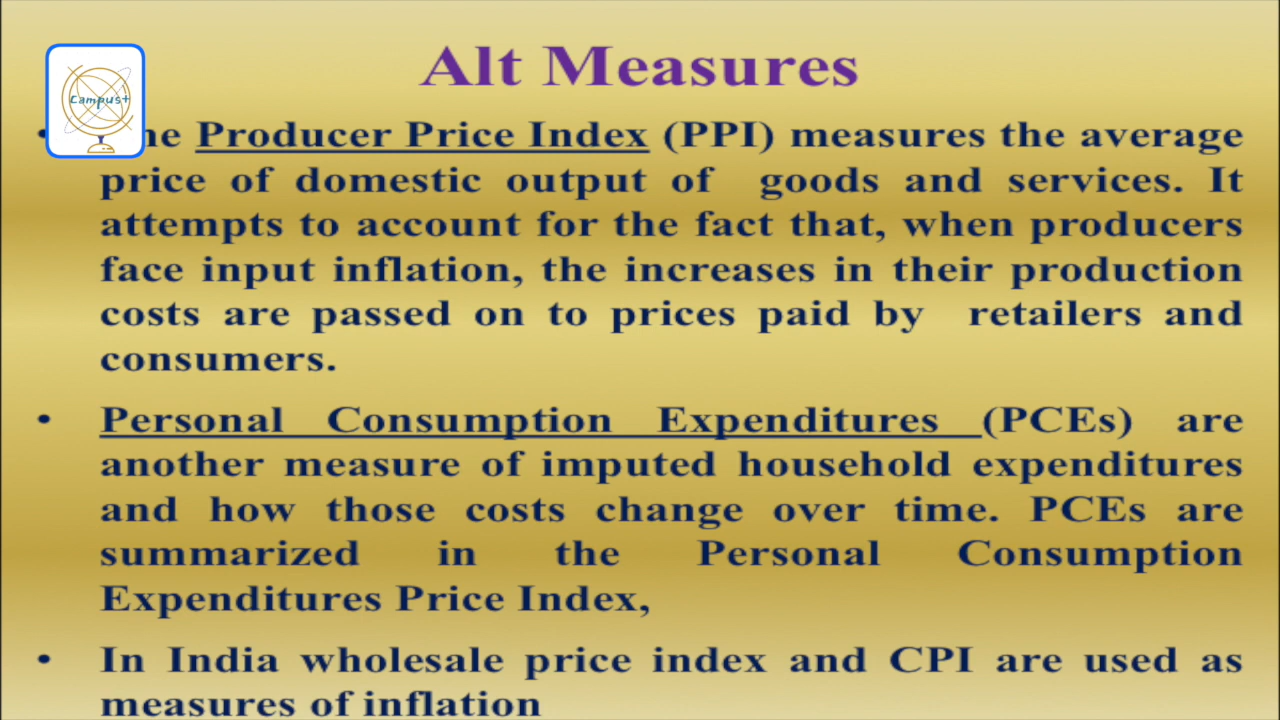 Alt Measures
Campus+
• he Producer Price Index (PPI) measures the average
price of domestic output of goods and services. It
attempts to account for the fact that, when producers
face input inflation, the increases in their production
costs are passed on to prices paid by retailers and
consumers.
• Personal Consumption Expenditures (PCEs) are
another measure of imputed household expenditures
and how those costs change over time. PCEs are
summarized in the Personal Consumption
Expenditures Price Index,
• In India wholesale price index and CPI are used as
measures of inflation